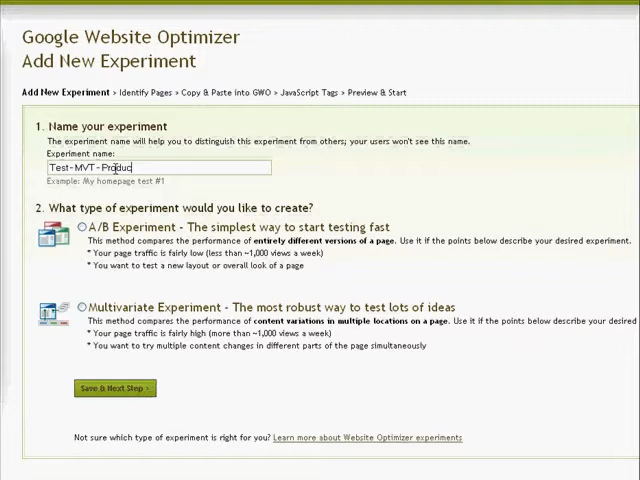 Google Website Optimizer
Add New Experiment
Add New Experiment > Identify Pages > Copy & Paste into GWO > JavaScript Tags > Preview & Start
1. Name your experiment
The experiment name will help you to distinguish this experiment from others; your users won't see this name.
Experiment name:
Test - MVT - Produc
Example: My homepage test #1
2. What type of experiment would you like to create?
A/B Experiment - The simplest way to start testing fast
This method compares the performance of entirely different versions of a page. Use it if the points below describe your desired experiment.
* Your page traffic is fairly low (less than ~1,000 views a week)
* You want to test a new layout or overall look of a page
Multivariate Experiment - The most robust way to test lots of ideas
This method compares the performance of content variations in multiple locations on a page. Use it if the points below describe your desired
* Your page traffic is fairly high (more than ~1,000 views a week)
* You want to try multiple content changes in different parts of the page simultaneously
Save & Next Step >
Not sure which type of experiment is right for you? Learn more about Website Optimizer experiments